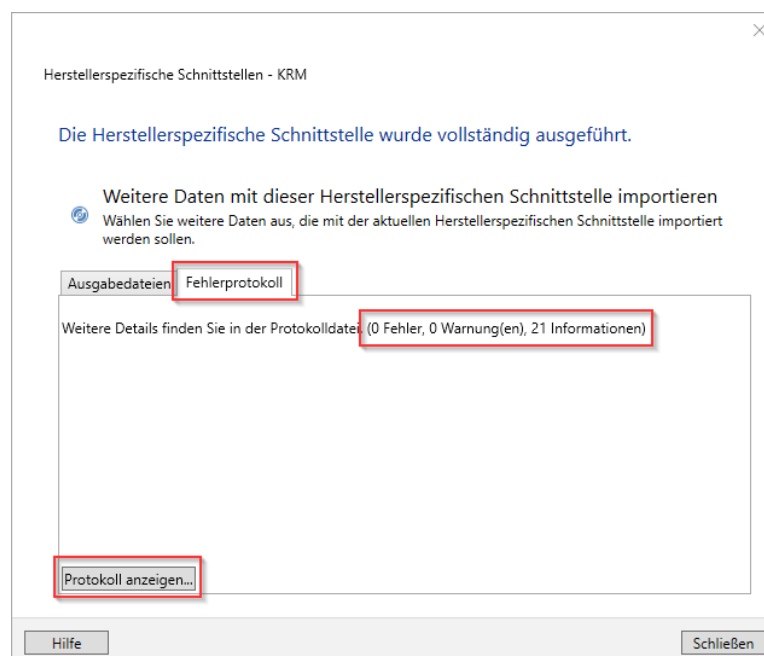 Herstellerspezifische Schnittstellen - KRM
Die Herstellerspezifische Schnittstelle wurde vollständig ausgeführt.
Weitere Daten mit dieser Herstellerspezifischen Schnittstelle importieren
Wählen Sie weitere Daten aus, die mit der aktuellen Herstellerspezifischen Schnittstelle importiert
werden sollen.
Ausgabedateien Fehlerprotokoll
Weitere Details finden Sie in der Protokolldatei. (0 Fehler, 0 Warnung(en), 21 Informationen)
Protokoll anzeigen...
Hilfe Schließen